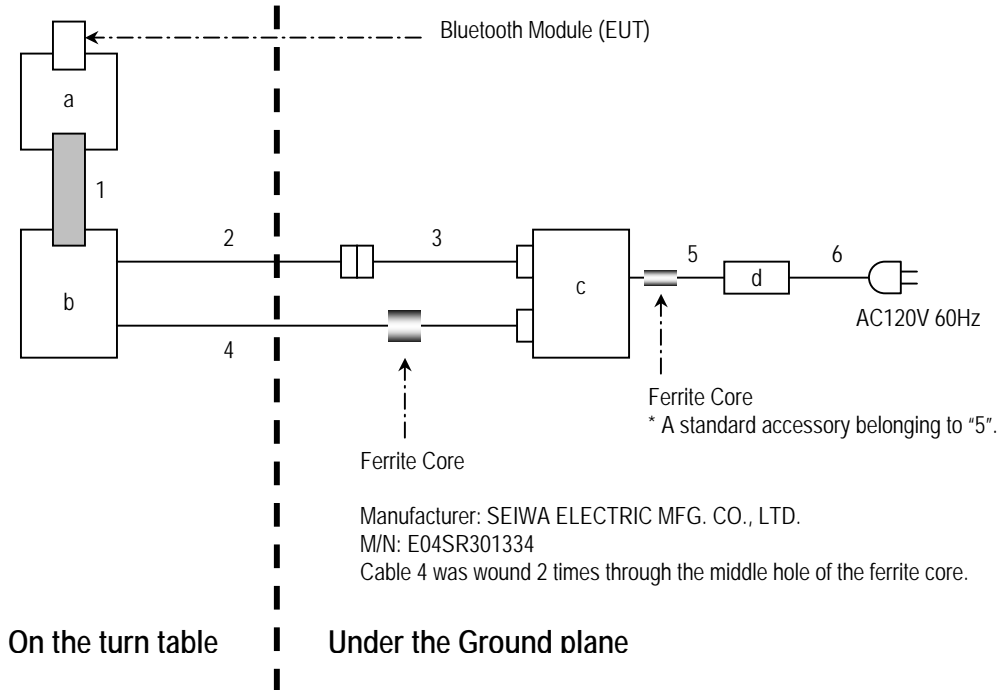 Bluetooth Module (EUT)
a
1
2
3
5
6
b
c
d
AC120V 60Hz
4
Ferrite Core
* A standard accessory belonging to “5”.
Ferrite Core
Manufacturer: SEIWA ELECTRIC MFG. CO., LTD.
M/N: E04SR301334
Cable 4 was wound 2 times through the middle hole of the ferrite core.
On the turn table
Under the Ground plane